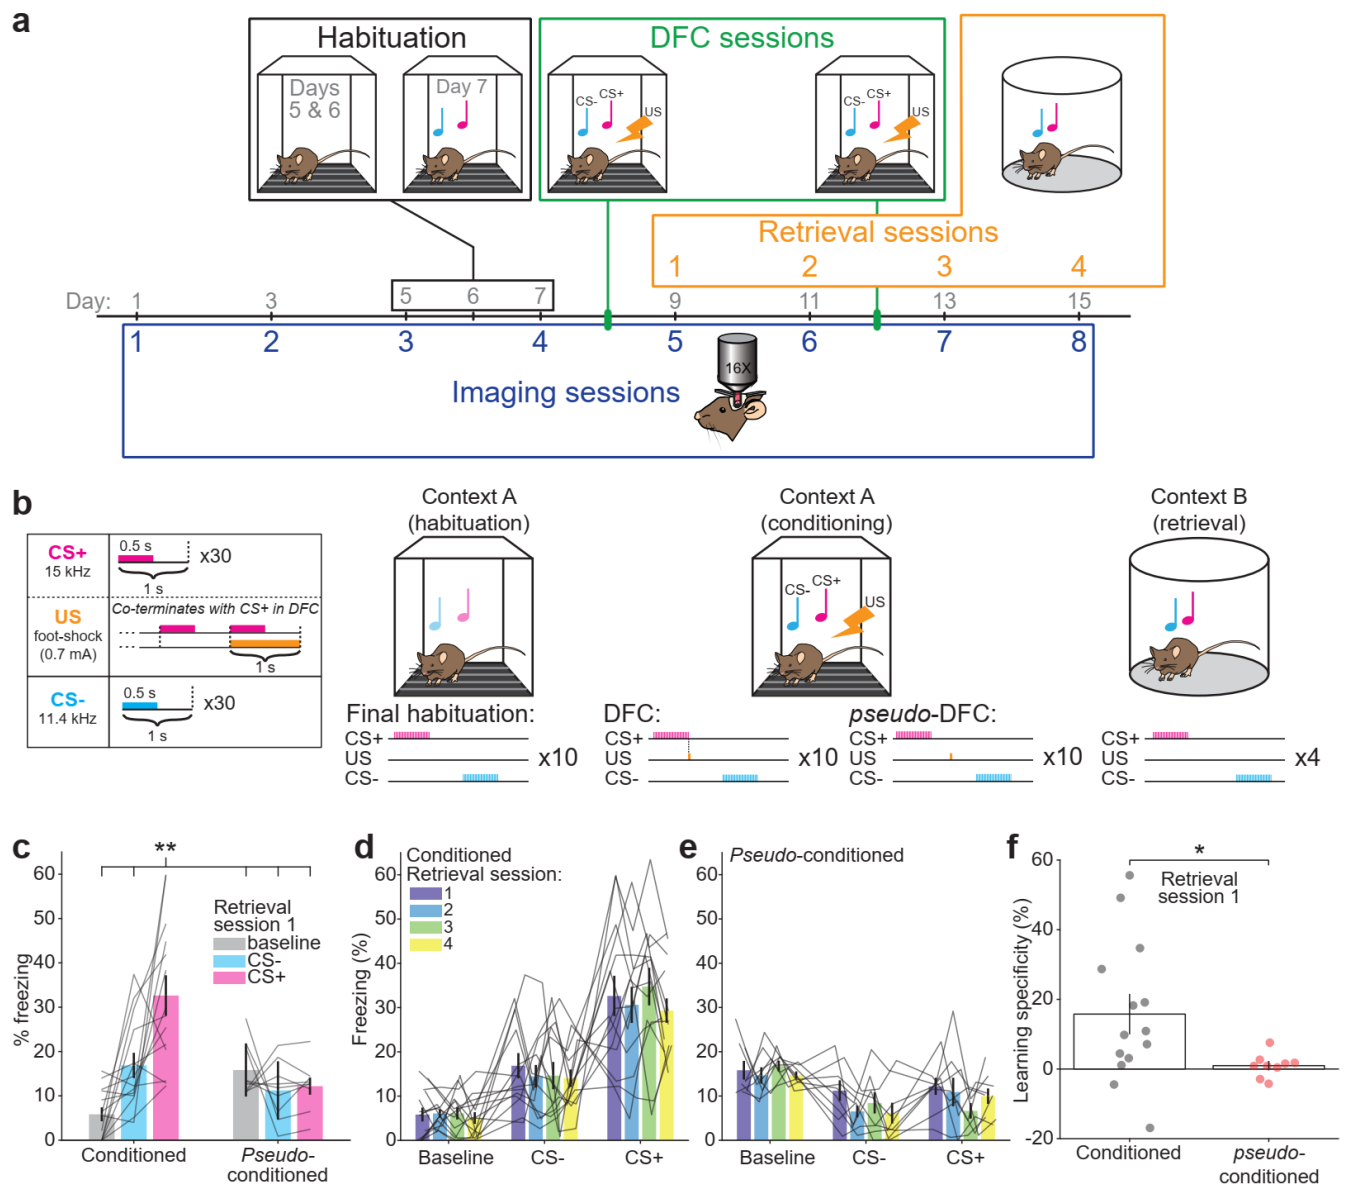 a
Habituation
DFC sessions
Days
5 & 6
Day 7
CS-
CS+
US
CS-
CS+
US
Retrieval sessions
1 2 3 4
Day: 1 3 5 6 7 9 11 13 15
1 2 3 4 5 6 7 8
16X
Imaging sessions
b
CS+
15 kHz
0.5 s
x30
1 s
US
foot-shock
(0.7 mA)
Co-terminates with CS+ in DFC
1 s
CS-
11.4 kHz
0.5 s
x30
1 s
Context A
(habituation)
Context A
(conditioning)
CS-
CS+
US
Context B
(retrieval)
Final habituation:
CS+
US
CS-
x10
DFC:
CS+
US
CS-
x10
pseudo-DFC:
CS+
US
CS-
x10
CS+
US
CS-
x4
c
% freezing
60
50
40
30
20
10
0
**
Retrieval
session 1
baseline
CS-
CS+
Conditioned
Pseudo-
conditioned
d
Freezing (%)
60
50
40
30
20
10
0
Conditioned
Retrieval session:
1
2
3
4
Baseline CS- CS+
e
Pseudo-conditioned
60
50
40
30
20
10
0
Baseline CS- CS+
f
Learning specificity (%)
60
40
20
0
-20
*
Retrieval
session 1
Conditioned
pseudo-
conditioned